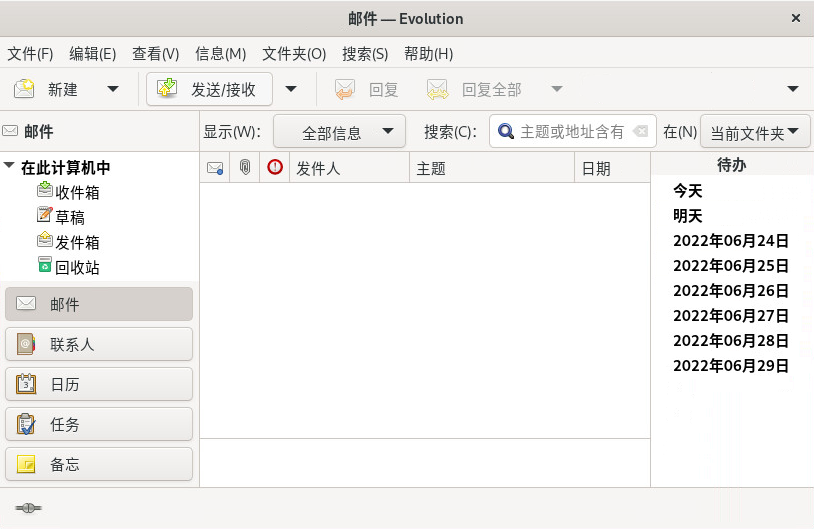 邮件 — Evolution
文件(F) 编辑(E) 查看(V) 信息(M) 文件夹(O) 搜索(S) 帮助(H)
新建 发送/接收 回复 回复全部
邮件 显示(W): 全部信息 搜索(C): 主题或地址含有 在(N) 当前文件夹
在此计算机中
收件箱
草稿
发件箱
回收站
邮件
联系人
3 日历
任务
备忘
发件人 主题 日期
待办
今天
明天
2022年06月24日
2022年06月25日
2022年06月26日
2022年06月27日
2022年06月28日
2022年06月29日